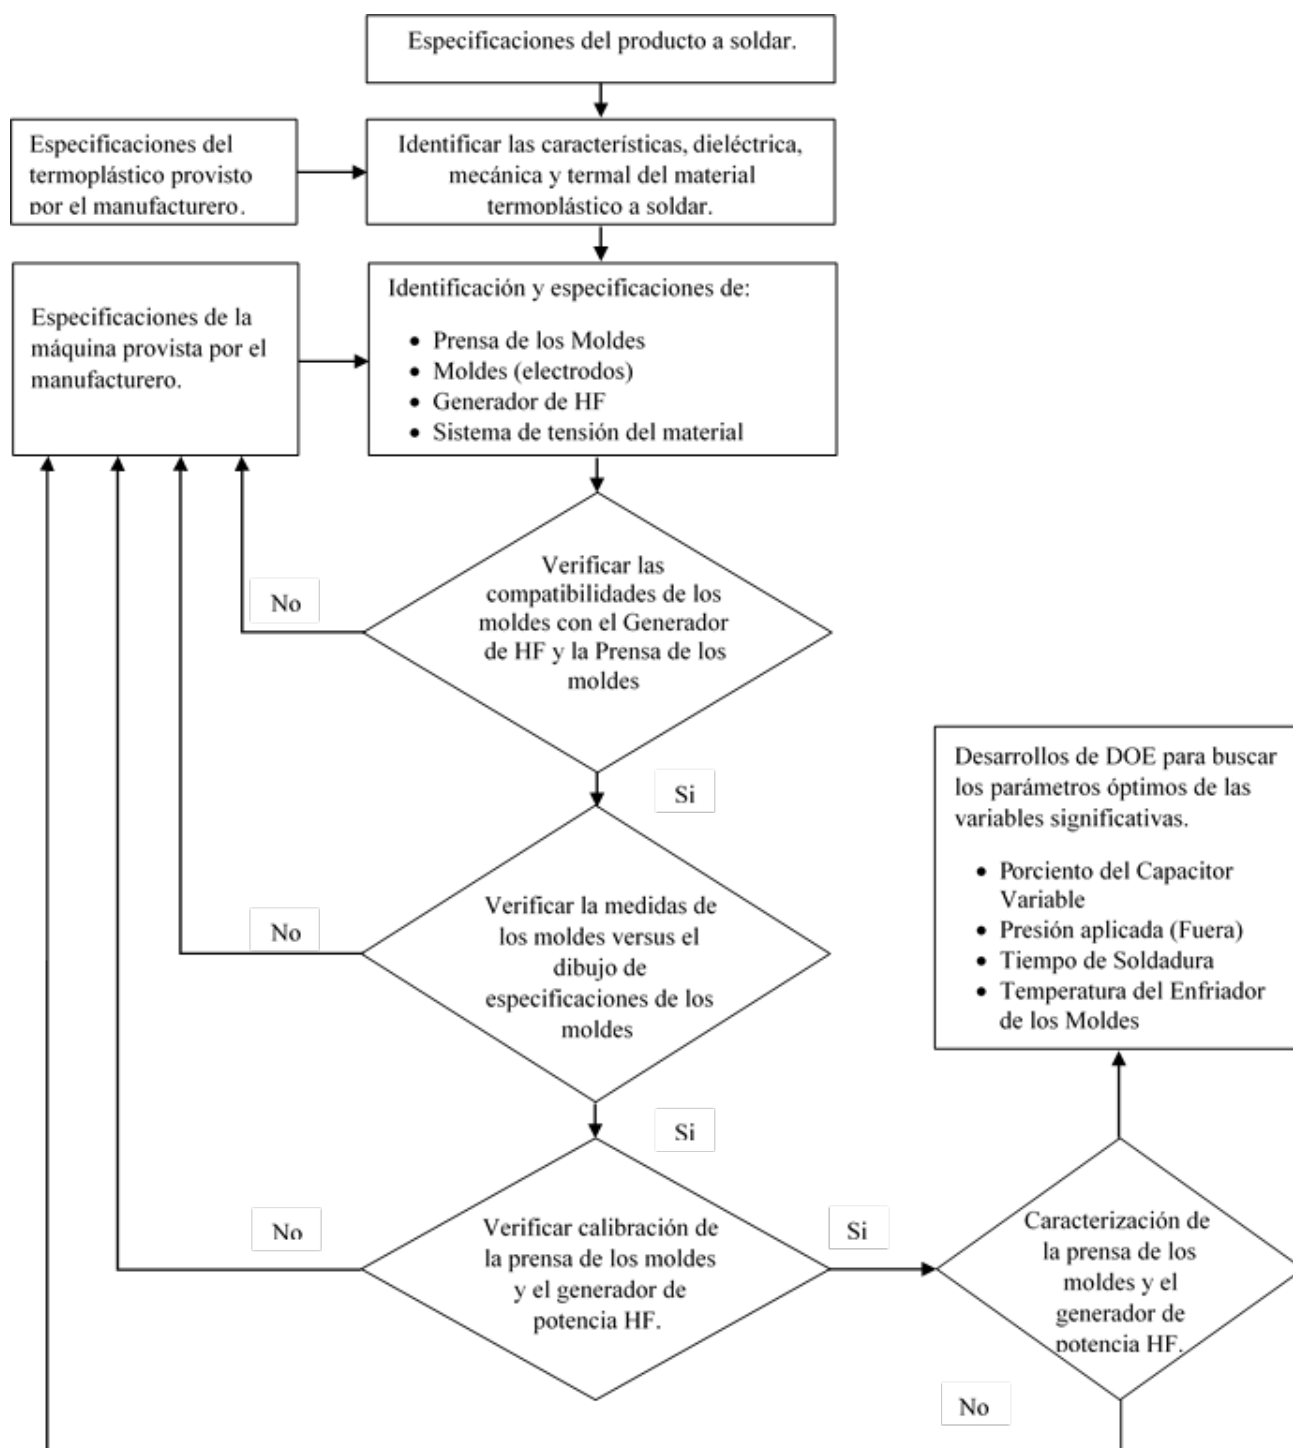 Especificaciones del producto a soldar.
Especificaciones del
termoplástico provisto
por el manufacturero.
Identificar las características, dieléctrica,
mecánica y termal del material
termoplástico a soldar.
Especificaciones de la
máquina provista por el
manufacturero.
Identificación y especificaciones de:
• Prensa de los Moldes
• Moldes (electrodos)
• Generador de HF
• Sistema de tensión del material
Verificar las
compatibilidades de los
moldes con el Generador
de HF y la Prensa de los
moldes
No
Si
Verificar la medidas de
los moldes versus el
dibujo de
especificaciones de los
moldes
No
Si
Verificar calibración de
la prensa de los moldes
y el generador de
potencia HF.
No
Si
Caracterización de
la prensa de los
moldes y el
generador de
potencia HF.
No
Desarrollos de DOE para buscar
los parámetros óptimos de las
variables significativas.
• Porciento del Capacitor
Variable
• Presión aplicada (Fuera)
• Tiempo de Soldadura
• Temperatura del Enfriador
de los Moldes